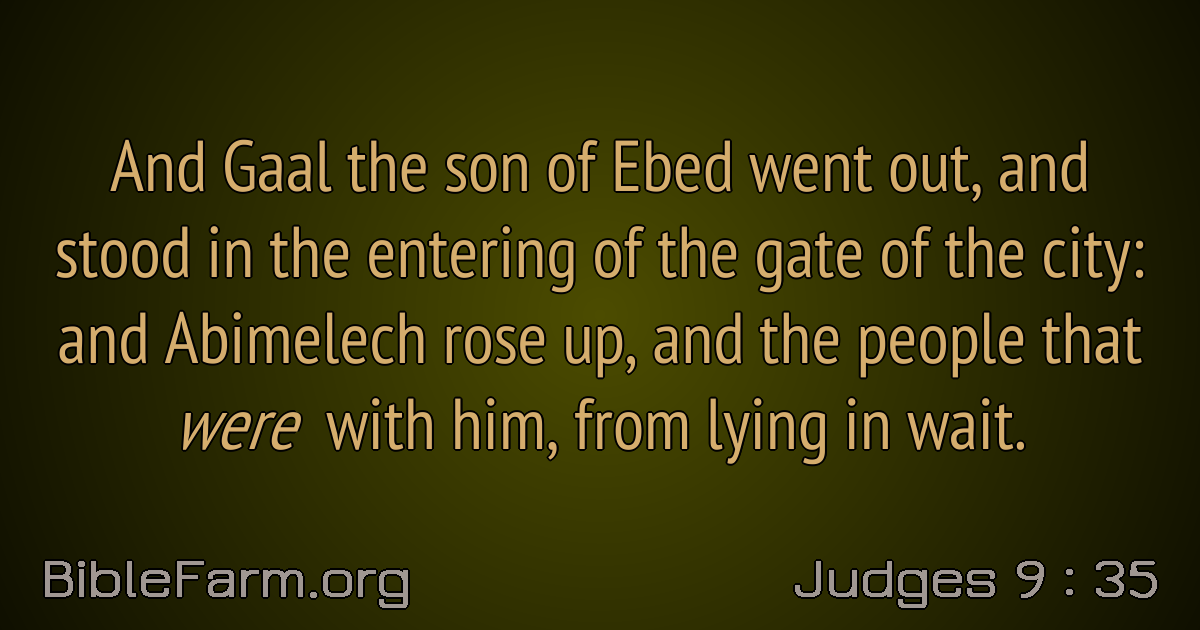 And Gaal the son of Ebed went out, and
stood in the entering of the gate of the city:
and Abimelech rose up, and the people that
were with him, from lying in wait.
BibleFarm.org
Judges 9 : 35